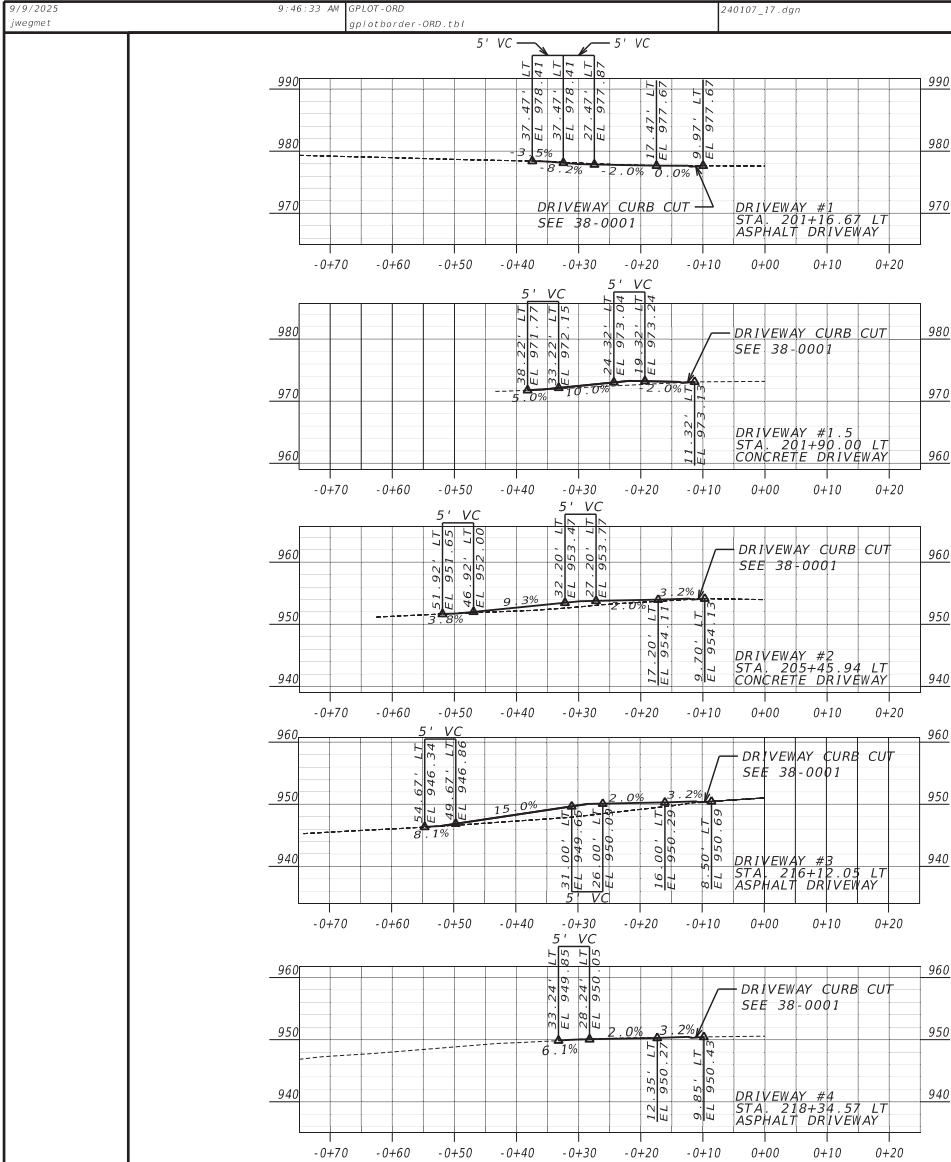 9/9/2025 9:46:33 AM GPLOT-ORD 240107_17.dgn
jwegmet gplotborder-ORD.tbl
5' VC 5' VC
990 990
980 980
970 970
37.47' LT
EL 978.41
37.47' LT
EL 978.41
27.47' LT
EL 977.87
17.47' LT
EL 977.67
9.97' LT
EL 977.67
-3.5%
-8.2% -2.0% 0.0%
DRIVEWAY CURB CUT
SEE 38-0001
DRIVEWAY #1
STA. 201+16.67 LT
ASPHALT DRIVEWAY
-0+70 -0+60 -0+50 -0+40 -0+30 -0+20 -0+10 0+00 0+10 0+20
5' VC 5' VC
980 980
970 970
960 960
38.22' LT
EL 971.77
33.22' LT
EL 972.15
24.32' LT
EL 973.04
19.32' LT
EL 973.24
11.32' LT
EL 973.13
5.0% 10.0% -2.0%
DRIVEWAY CURB CUT
SEE 38-0001
DRIVEWAY #1.5
STA. 201+90.00 LT
CONCRETE DRIVEWAY
-0+70 -0+60 -0+50 -0+40 -0+30 -0+20 -0+10 0+00 0+10 0+20
5' VC 5' VC
960 960
950 950
940 940
51.92' LT
EL 951.65
46.92' LT
EL 952.00
32.20' LT
EL 953.47
27.20' LT
EL 953.77
17.20' LT
EL 954.11
9.70' LT
EL 954.13
3.8% 9.3% 2.0% 3.2%
DRIVEWAY CURB CUT
SEE 38-0001
DRIVEWAY #2
STA. 205+45.94 LT
CONCRETE DRIVEWAY
-0+70 -0+60 -0+50 -0+40 -0+30 -0+20 -0+10 0+00 0+10 0+20
5' VC
960 960
950 950
940 940
54.67' LT
EL 946.34
49.67' LT
EL 946.86
31.00' LT
EL 949.66
26.00' LT
EL 950.09
16.00' LT
EL 950.29
8.50' LT
EL 950.69
8.1% 15.0% 2.0% 3.2%
5' VC
DRIVEWAY CURB CUT
SEE 38-0001
DRIVEWAY #3
STA. 216+12.05 LT
ASPHALT DRIVEWAY
-0+70 -0+60 -0+50 -0+40 -0+30 -0+20 -0+10 0+00 0+10 0+20
5' VC
960 960
950 950
940 940
33.24' LT
EL 949.85
28.24' LT
EL 950.05
12.35' LT
EL 950.27
9.85' LT
EL 950.43
6.1% 2.0% 3.2%
DRIVEWAY CURB CUT
SEE 38-0001
DRIVEWAY #4
STA. 218+34.57 LT
ASPHALT DRIVEWAY
-0+70 -0+60 -0+50 -0+40 -0+30 -0+20 -0+10 0+00 0+10 0+20